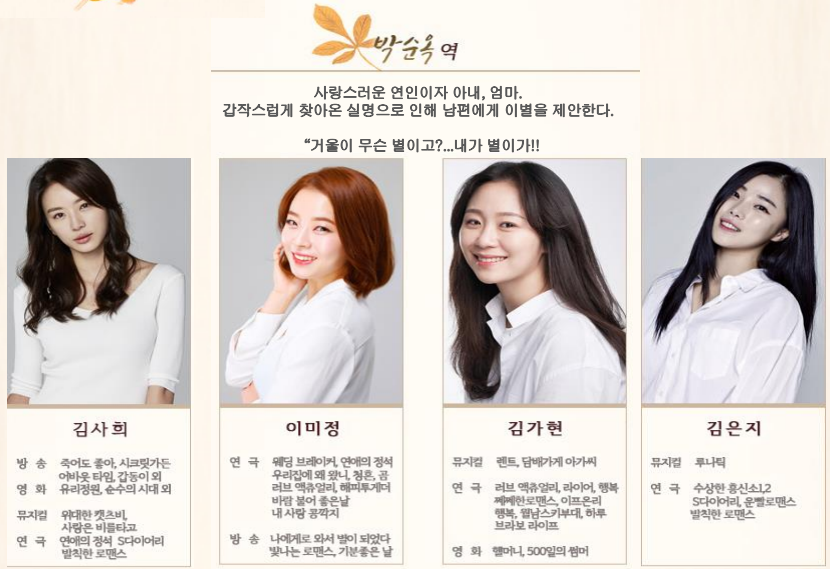 박순옥 역
사랑스러운 연인이자 아내, 엄마.
갑작스럽게 찾아온 실명으로 인해 남편에게 이별을 제안한다.
“거울이 무슨 별이고?...내가 별이가!!
김사희
방 송 죽어도 좋아, 시크릿가든
어바웃 타임, 갑동이 외
영 화 유리정원, 순수의 시대 외
뮤지컬 위대한 캣츠비,
사랑은 비를타고
연 극 연애의 정석 S다이어리
발칙한 로맨스
이미정
연 극 웨딩 브레이커, 연애의 정석
우리집에 왜 왔니, 청혼, 곰
러브 액츄얼리, 해피투게더
바람 불어 좋은날
내 사랑 콩깍지
방 송 나에게로 와서 별이 되었다
빛나는 로맨스, 기분좋은 날
김가현
뮤지컬 렌트, 담배가게 아가씨
연 극 러브 액츄얼리, 라이어, 행복
쩨쩨한로맨스, 이프온리
행복, 월남스키부대, 하루
브라보 라이프
영 화 헬머니, 500일의 썸머
김은지
뮤지컬 루나틱
연 극 수상한 흥신소1,2
S다이어리, 운빨로맨스
발칙한 로맨스